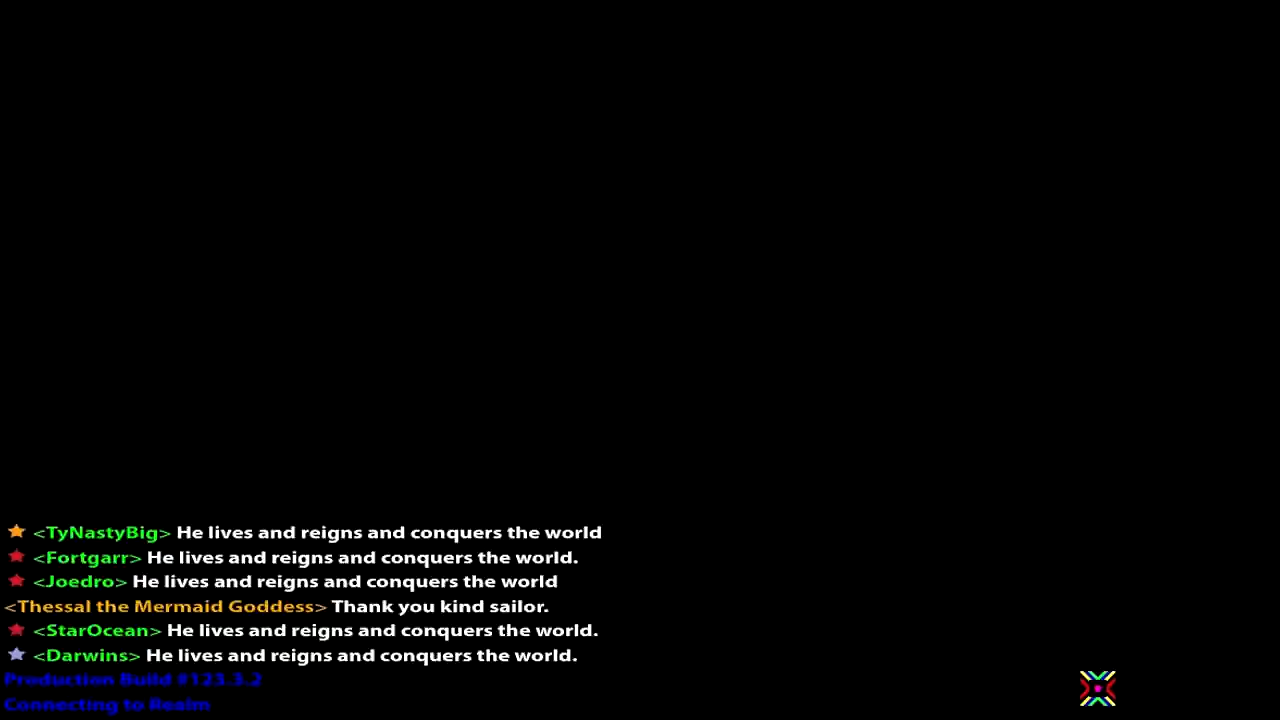 <TyNastyBig> He lives and reigns and conquers the world
<Fortgarr> He lives and reigns and conquers the world.
<Joedro> He lives and reigns and conquers the world
<Thessal the Mermaid Goddess> Thank you kind sailor.
<StarOcean> He lives and reigns and conquers the world.
<Darwins> He lives and reigns and conquers the world.
Production Build #123.3.2
Connecting to Realm